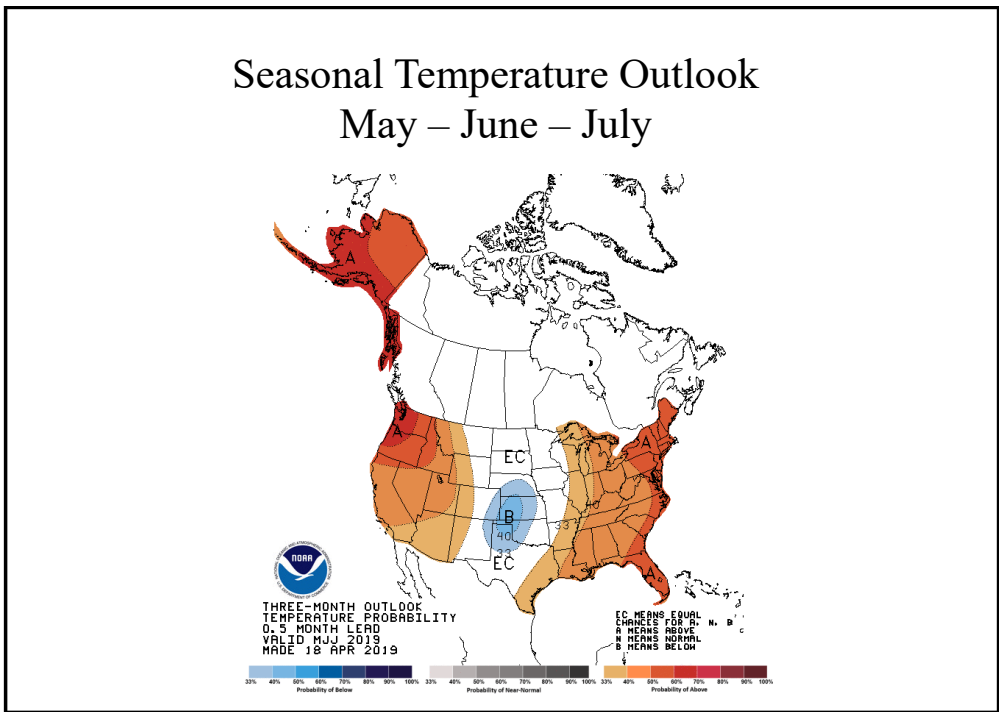 Seasonal Temperature Outlook
May – June – July
A
A
EC
A
B
40
33
EC
40
33
A
NOAA
THREE-MONTH OUTLOOK
TEMPERATURE PROBABILITY
0.5 MONTH LEAD
VALID MJJ 2019
MADE 18 APR 2019
EC MEANS EQUAL
CHANCES FOR A, N, B
A MEANS ABOVE
N MEANS NORMAL
B MEANS BELOW
33% 40% 50% 60% 70% 80% 90% 100%
Probability of Below
33% 40% 50% 60% 70% 80% 90% 100%
Probability of Near-Normal
33% 40% 50% 60% 70% 80% 90% 100%
Probability of Above